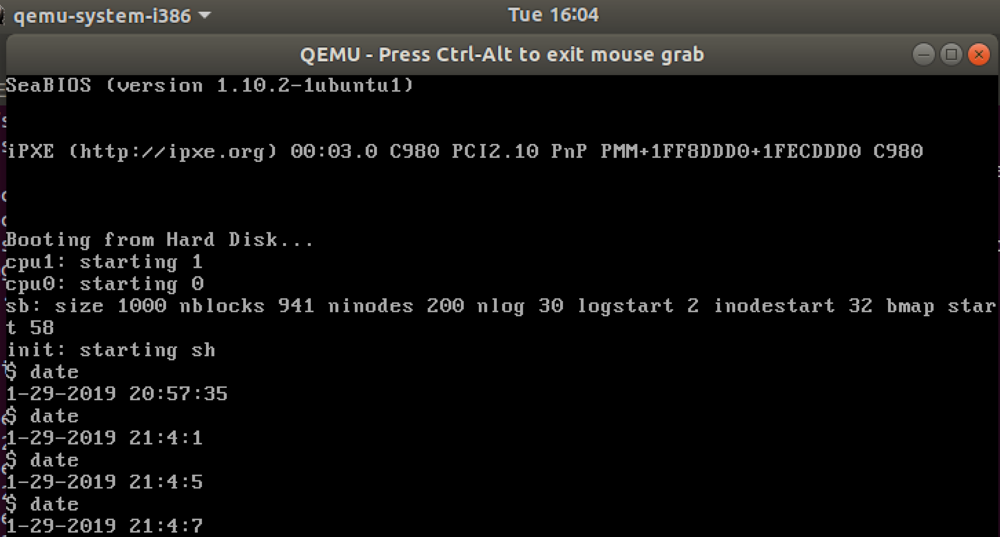 qemu-system-i386
Tue 16:04
QEMU - Press Ctrl-Alt to exit mouse grab
SeaBIOS (version 1.10.2-1ubuntu1)
iPXE (http://ipxe.org) 00:03.0 C980 PCI2.10 PnP PMM+1FF8DDD0+1FECDDD0 C980
Booting from Hard Disk...
cpu1: starting 1
cpu0: starting 0
sb: size 1000 nblocks 941 ninodes 200 nlog 30 logstart 2 inodestart 32 bmap star
t 58
init: starting sh
$ date
1-29-2019 20:57:35
$ date
1-29-2019 21:4:1
$ date
1-29-2019 21:4:5
$ date
1-29-2019 21:4:7